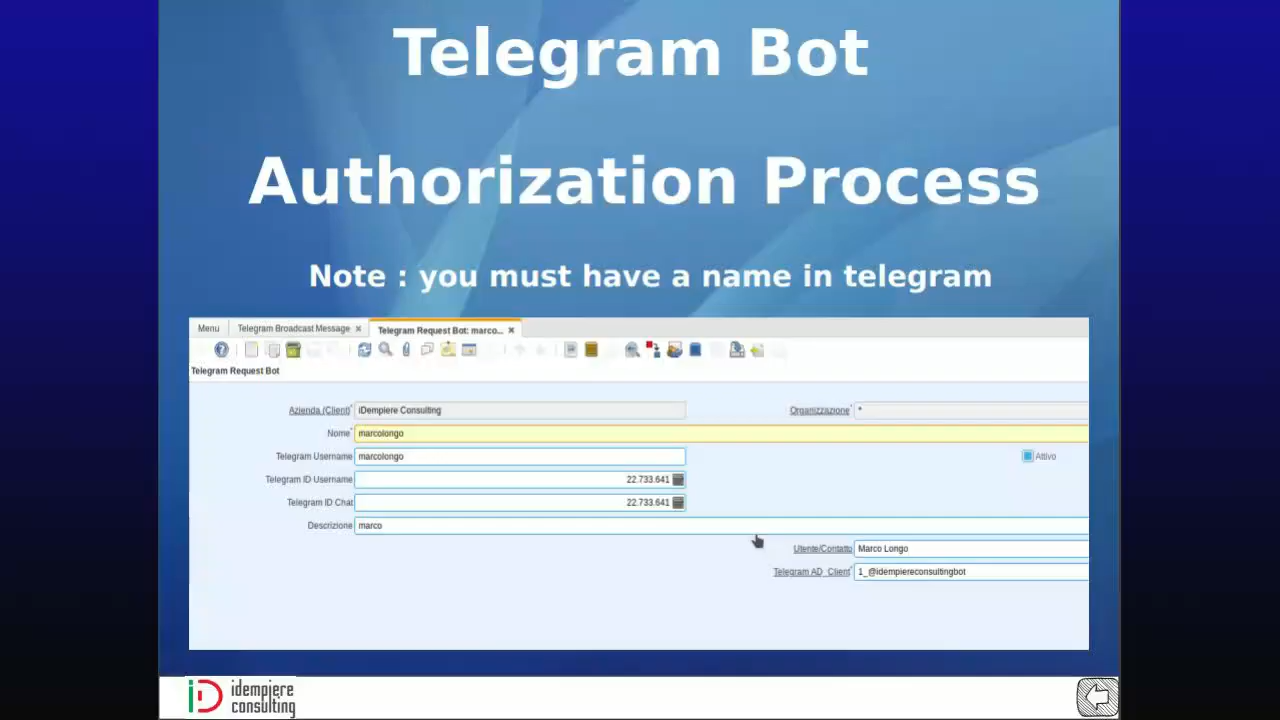 Telegram Bot
Authorization Process
Note : you must have a name in telegram
Menu Telegram Broadcast Message × Telegram Request Bot: marco... ×
Telegram Request Bot
Azienda (Client)* iDempiere Consulting Organizzazione* *
Nome* marcolongo
Telegram Username marcolongo Attivo
Telegram ID Username 22.733.641
Telegram ID Chat 22.733.641
Descrizione marco
Utente/Contatto Marco Longo
Telegram AD_Client* 1_@idempiereconsultingbot
idempiere
consulting